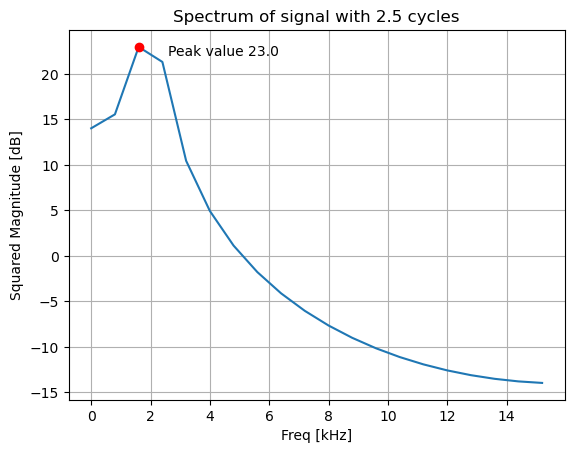 Spectrum of signal with 2.5 cycles
Peak value 23.0
20
15
10
5
0
−5
−10
−15
Squared Magnitude [dB]
0 2 4 6 8 10 12 14
Freq [kHz]